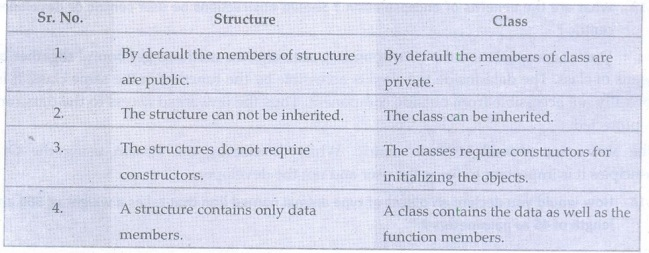 Sr. No. Structure Class
1. By default the members of structure are public. By default the members of class are private.
2. The structure can not be inherited. The class can be inherited.
3. The structures do not require constructors. The classes require constructors for initializing the objects.
4. A structure contains only data members. A class contains the data as well as the function members.